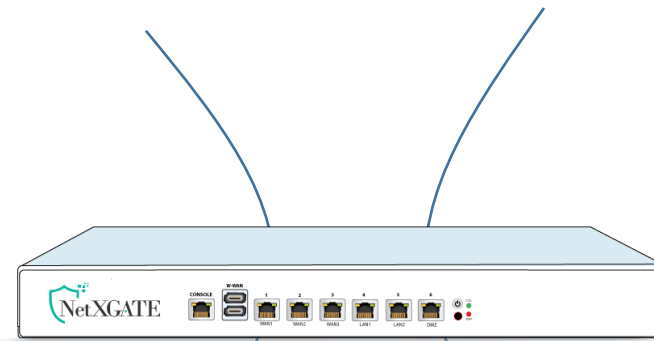 NetXGATE
CONSOLE
W-WAN
1 2 3 4 5 6
WAN1 WAN2 WAN3 LAN1 LAN2 DMZ